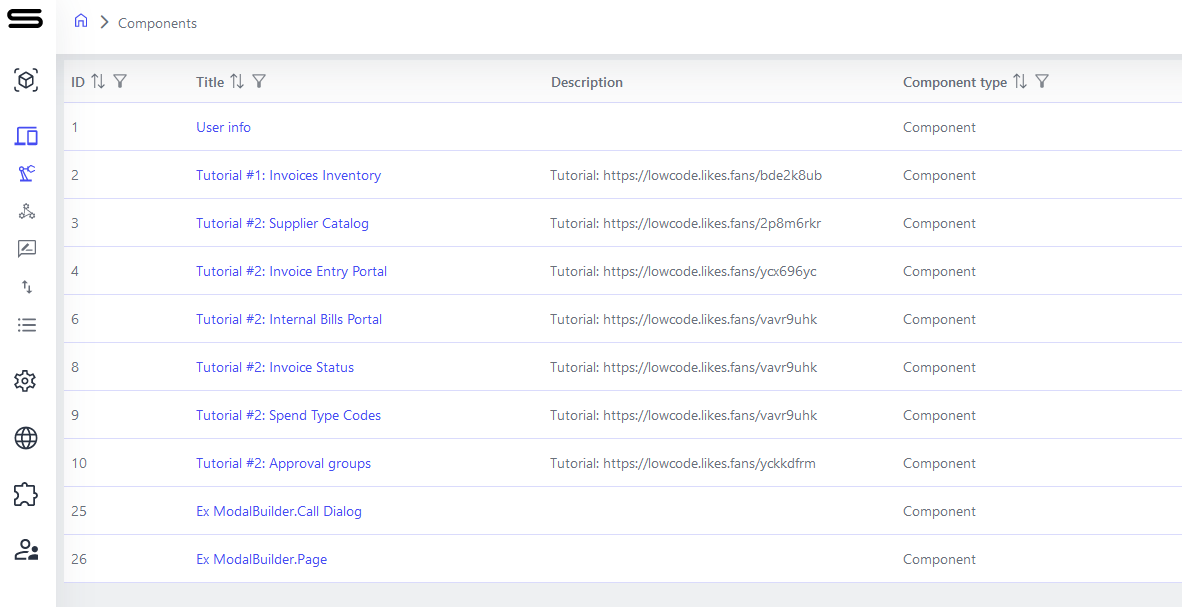 Components
ID Title Description Component type
1 User info Component
2 Tutorial #1: Invoices Inventory Tutorial: https://lowcode.likes.fans/bde2k8ub Component
3 Tutorial #2: Supplier Catalog Tutorial: https://lowcode.likes.fans/2p8m6rkr Component
4 Tutorial #2: Invoice Entry Portal Tutorial: https://lowcode.likes.fans/ycx696yc Component
6 Tutorial #2: Internal Bills Portal Tutorial: https://lowcode.likes.fans/vavr9uhk Component
8 Tutorial #2: Invoice Status Tutorial: https://lowcode.likes.fans/vavr9uhk Component
9 Tutorial #2: Spend Type Codes Tutorial: https://lowcode.likes.fans/vavr9uhk Component
10 Tutorial #2: Approval groups Tutorial: https://lowcode.likes.fans/yckkdfrm Component
25 Ex ModalBuilder.Call Dialog Component
26 Ex ModalBuilder.Page Component